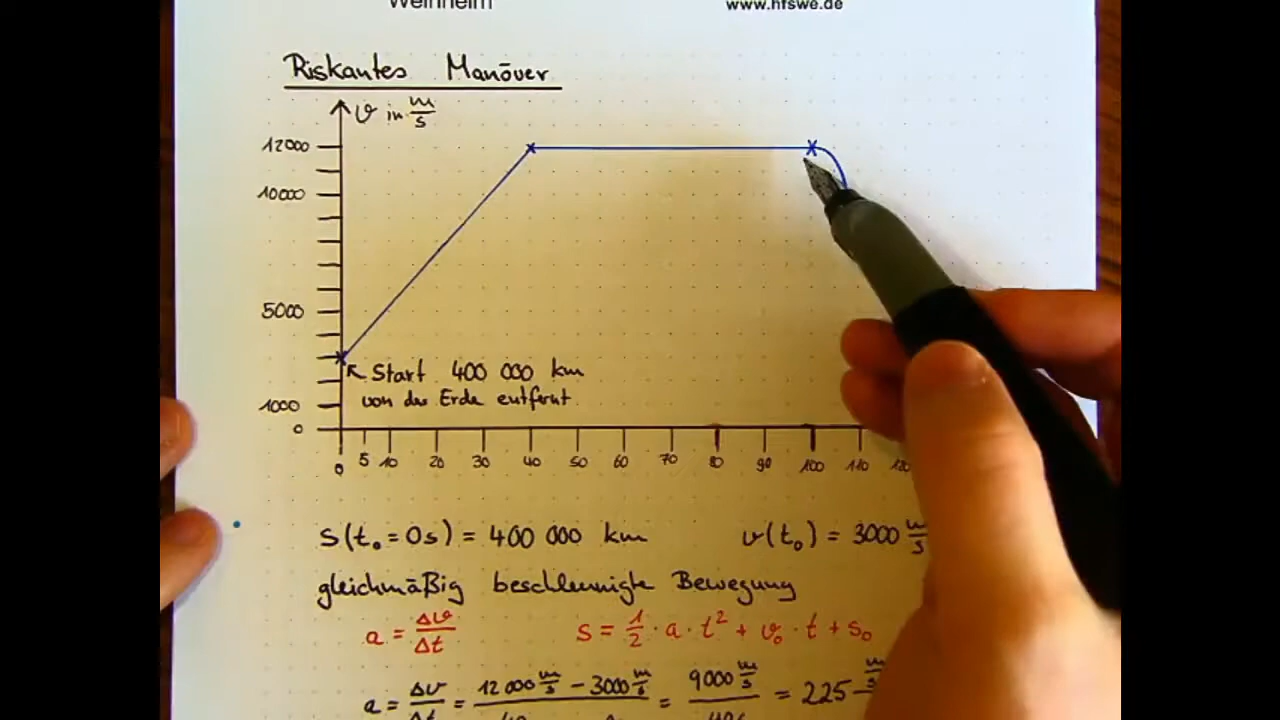 Weinheim www.hfswe.de
Riskantes Manöver
v in m/s
12000
10000
5000
Start 400 000 km
von der Erde entfernt
1000
0
0 5 10 20 30 40 50 60 70 80 90 100 110 120
s(t₀=0s) = 400 000 km v(t₀) = 3000 m/s
gleichmäßig beschleunigte Bewegung
a = Δv/Δt s = 1/2 · a · t² + v₀ · t + s₀
a = Δv/Δt = 12 000 m/s − 3000 m/s = 9000 m/s = 225